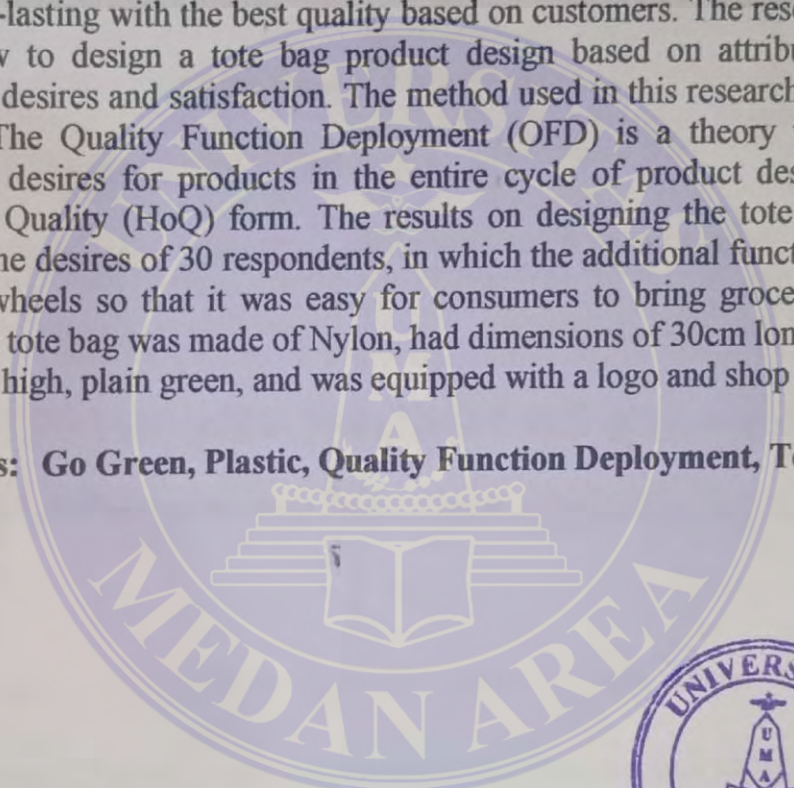 -lasting with the best quality based on customers. The rese
to design a tote bag product design based on attribu
desires and satisfaction. The method used in this research
The Quality Function Deployment (OFD) is a theory
desires for products in the entire cycle of product des
Quality (HoQ) form. The results on designing the tote
he desires of 30 respondents, in which the additional funct
wheels so that it was easy for consumers to bring groce
tote bag was made of Nylon, had dimensions of 30cm lon
high, plain green, and was equipped with a logo and shop
s: Go Green, Plastic, Quality Function Deployment, T
UNIVERSITAS
UMA
MEDAN AREA
UNIVERS
UMA